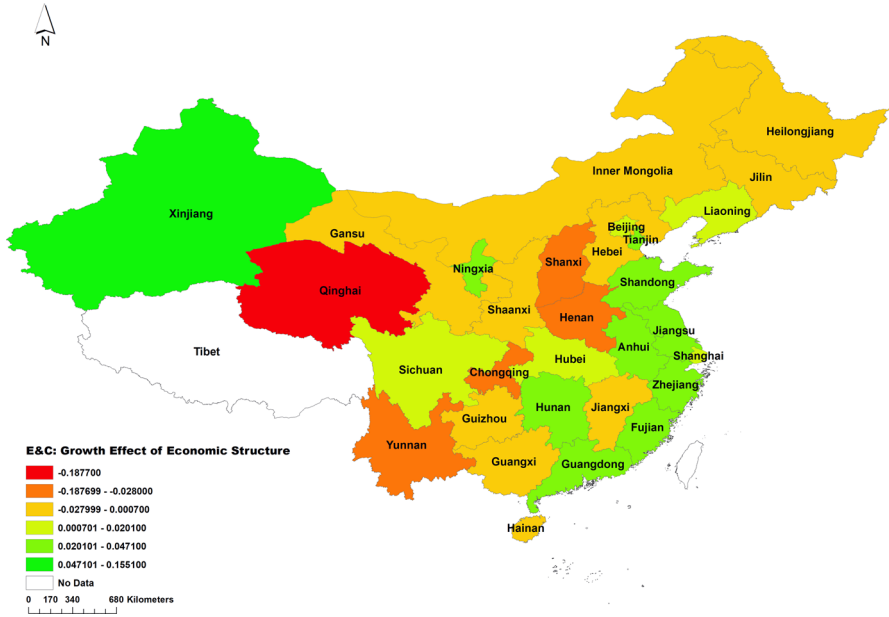 N
Heilongjiang
Inner Mongolia
Jilin
Xinjiang
Liaoning
Beijing
Gansu
Tianjin
Hebei
Shanxi
Ningxia
Shandong
Qinghai
Shaanxi
Henan
Jiangsu
Anhui
Tibet
Shanghai
Hubei
Sichuan
Chongqing
Zhejiang
Hunan
Jiangxi
Guizhou
Fujian
Yunnan
Guangxi
Guangdong
Hainan
E&C: Growth Effect of Economic Structure
-0.187700
-0.187699 - -0.028000
-0.027999 - 0.000700
0.000701 - 0.020100
0.020101 - 0.047100
0.047101 - 0.155100
No Data
0 170 340 680 Kilometers